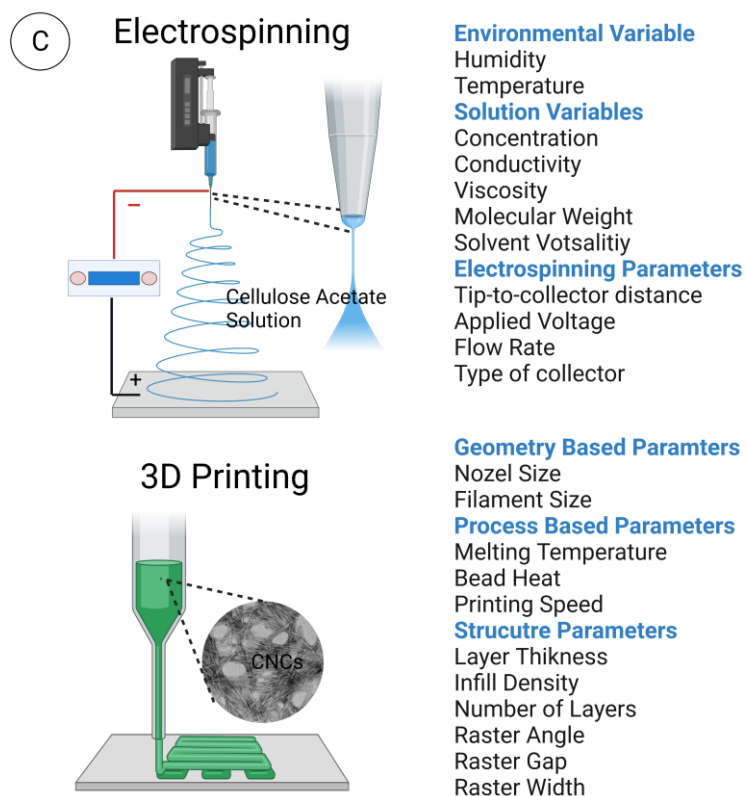 C
Electrospinning
−
+
Cellulose Acetate
Solution
Environmental Variable
Humidity
Temperature
Solution Variables
Concentration
Conductivity
Viscosity
Molecular Weight
Solvent Votsalitiy
Electrospinning Parameters
Tip-to-collector distance
Applied Voltage
Flow Rate
Type of collector
3D Printing
CNCs
Geometry Based Paramters
Nozel Size
Filament Size
Process Based Parameters
Melting Temperature
Bead Heat
Printing Speed
Strucutre Parameters
Layer Thikness
Infill Density
Number of Layers
Raster Angle
Raster Gap
Raster Width